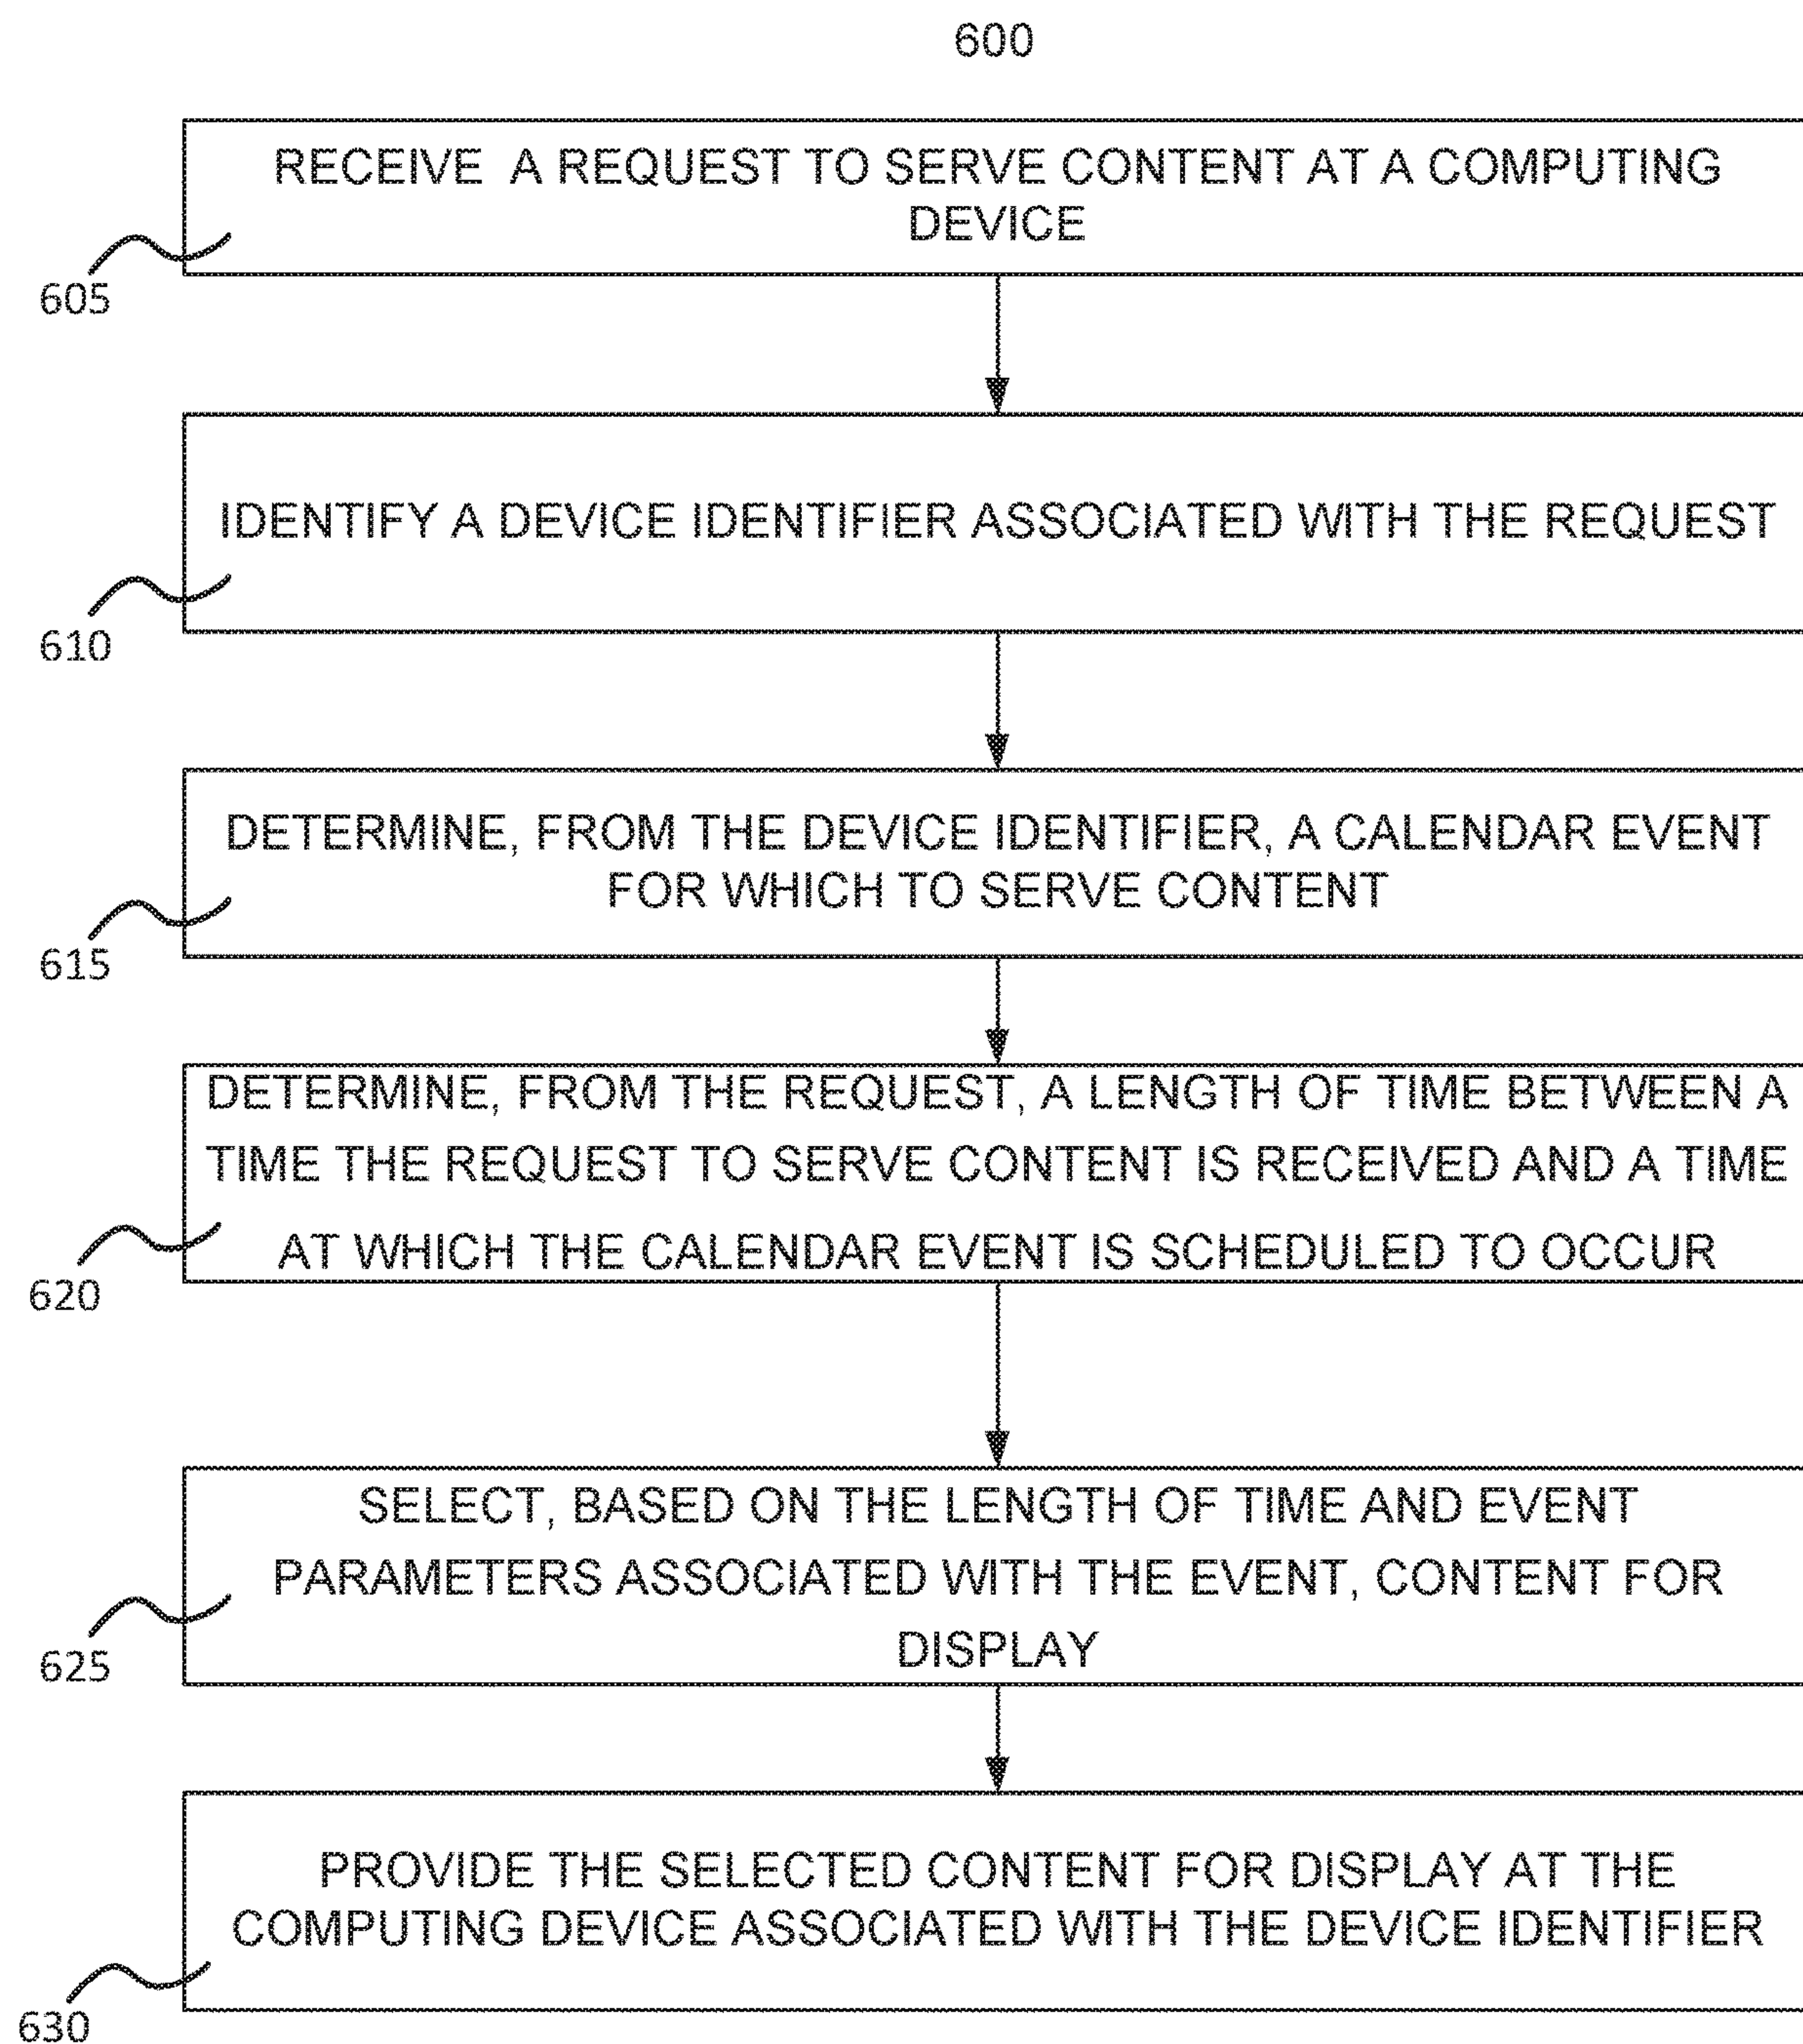 600
RECEIVE A REQUEST TO SERVE CONTENT AT A COMPUTING
DEVICE
605
IDENTIFY A DEVICE IDENTIFIER ASSOCIATED WITH THE REQUEST
610
DETERMINE, FROM THE DEVICE IDENTIFIER, A CALENDAR EVENT
FOR WHICH TO SERVE CONTENT
615
DETERMINE, FROM THE REQUEST, A LENGTH OF TIME BETWEEN A
TIME THE REQUEST TO SERVE CONTENT IS RECEIVED AND A TIME
AT WHICH THE CALENDAR EVENT IS SCHEDULED TO OCCUR
620
SELECT, BASED ON THE LENGTH OF TIME AND EVENT
PARAMETERS ASSOCIATED WITH THE EVENT, CONTENT FOR
DISPLAY
625
PROVIDE THE SELECTED CONTENT FOR DISPLAY AT THE
COMPUTING DEVICE ASSOCIATED WITH THE DEVICE IDENTIFIER
630